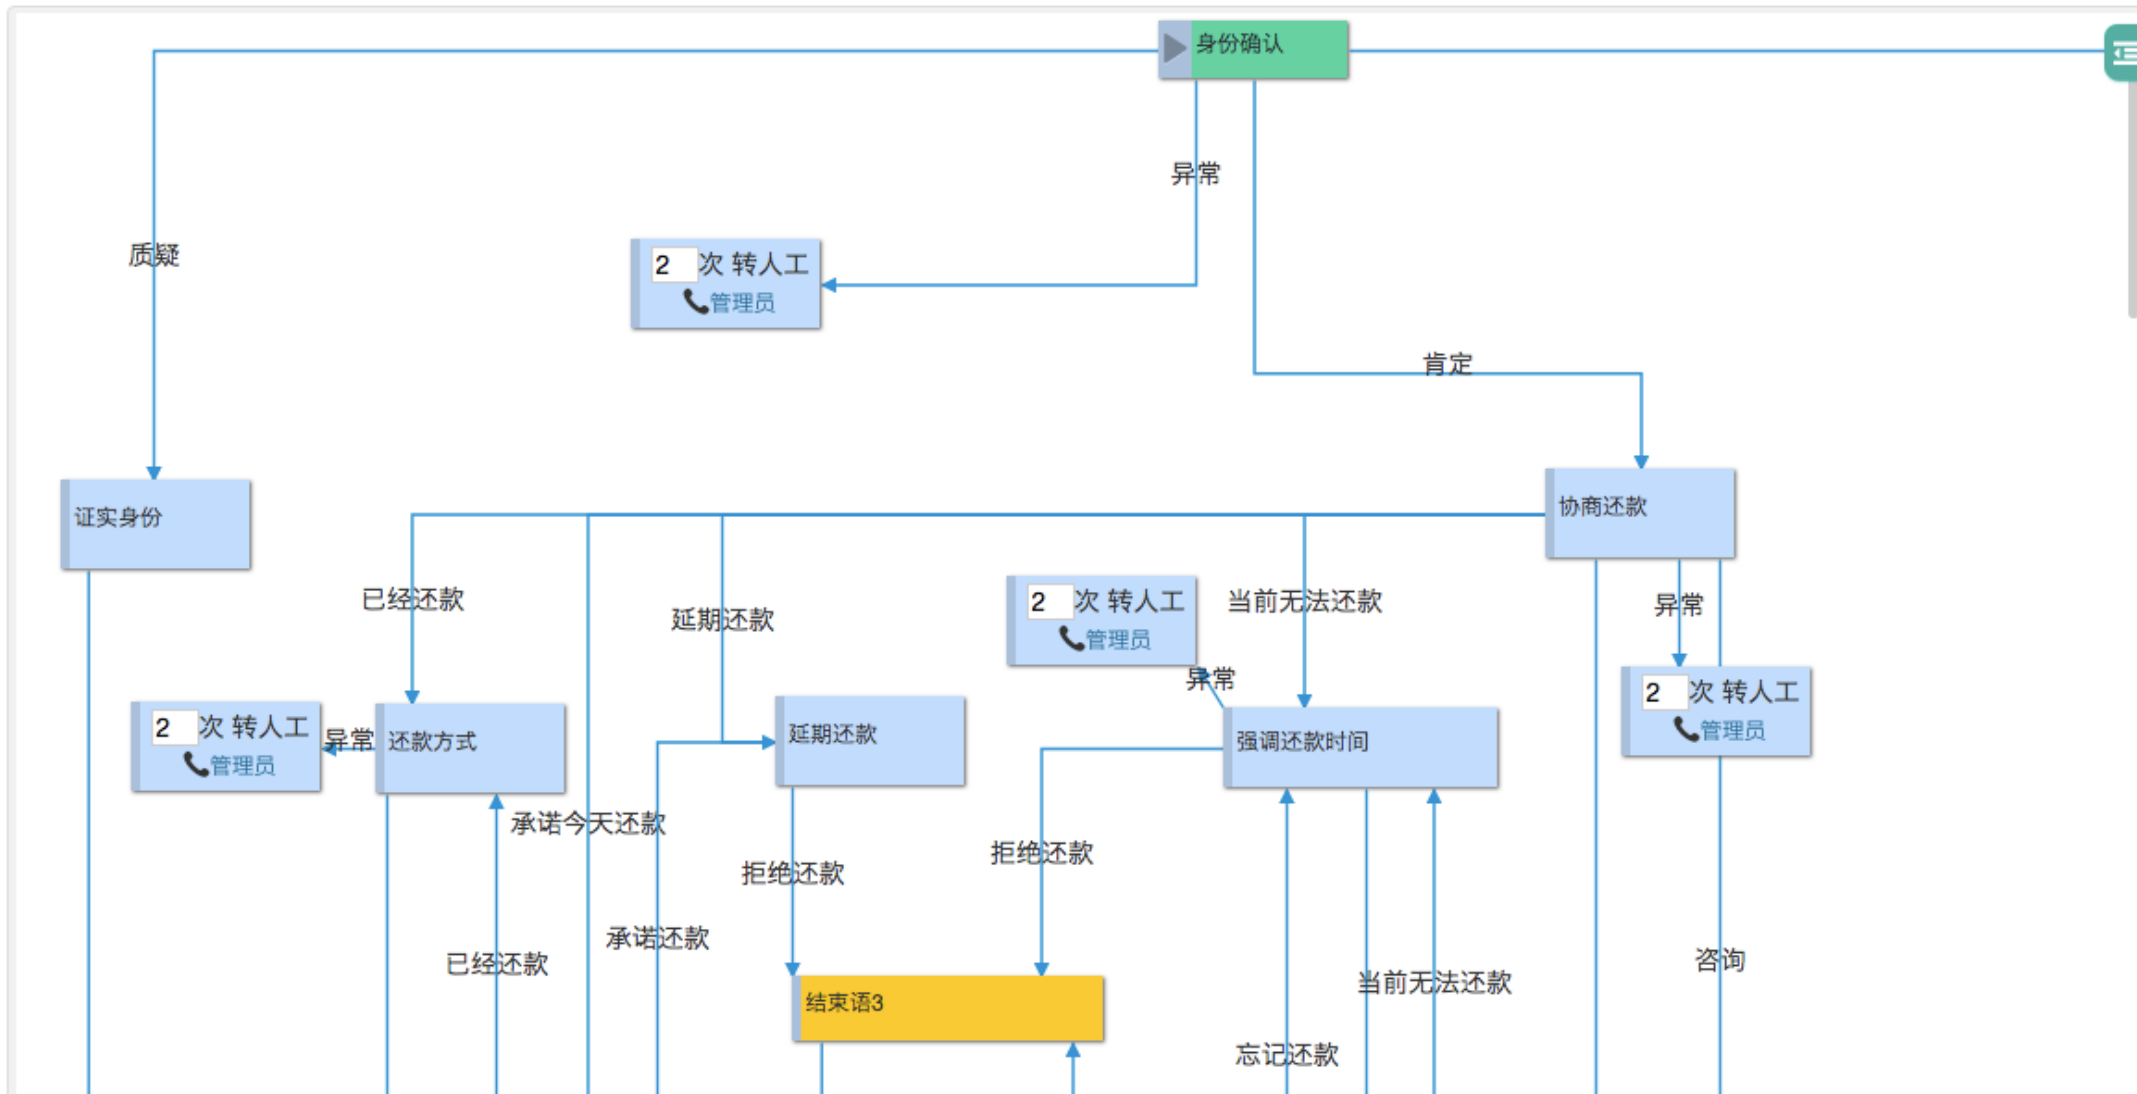 身份确认
异常
质疑
2 次 转人工
管理员
肯定
证实身份
协商还款
已经还款
延期还款
2 次 转人工
管理员
当前无法还款
异常
异常
2 次 转人工
管理员
2 次 转人工
管理员
异常
还款方式
延期还款
强调还款时间
承诺今天还款
拒绝还款
拒绝还款
承诺还款
已经还款
咨询
当前无法还款
结束语3
忘记还款